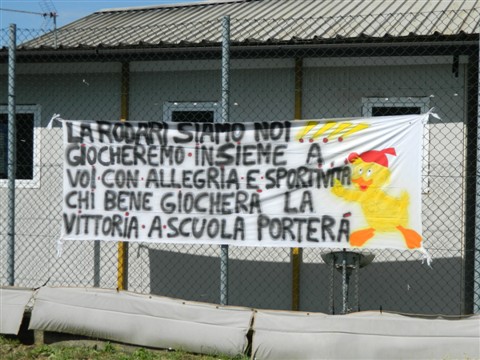 LA RODARI SIAMO NOI !!!!!
GIOCHEREMO · INSIEME A
VOI · CON · ALLEGRIA · E · SPORTIVITÀ
CHI BENE GIOCHERÀ LA
VITTORIA · A · SCUOLA PORTERÀ